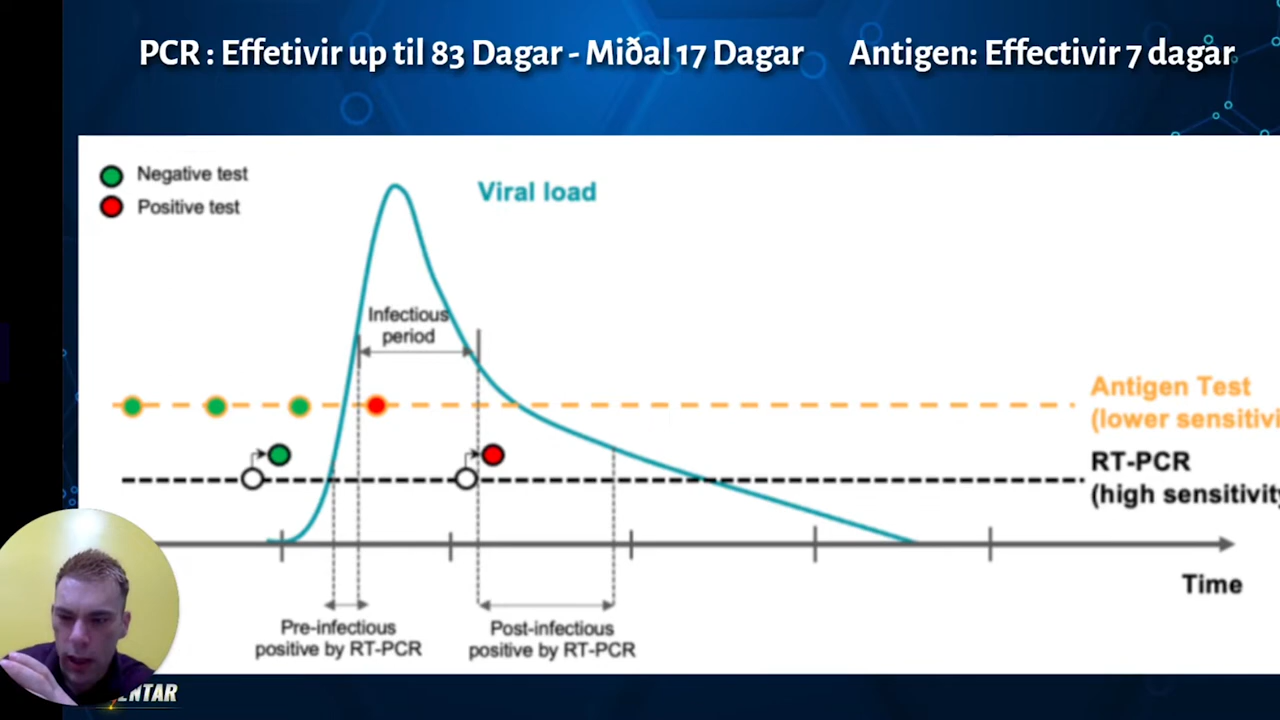 PCR : Effetivir up til 83 Dagar - Miðal 17 Dagar
Antigen: Effectivir 7 dagar
Negative test
Positive test
Viral load
Infectious
period
Antigen Test
(lower sensitivi
RT-PCR
(high sensitivity
Time
Pre-infectious
positive by RT-PCR
Post-infectious
positive by RT-PCR
ENTAR